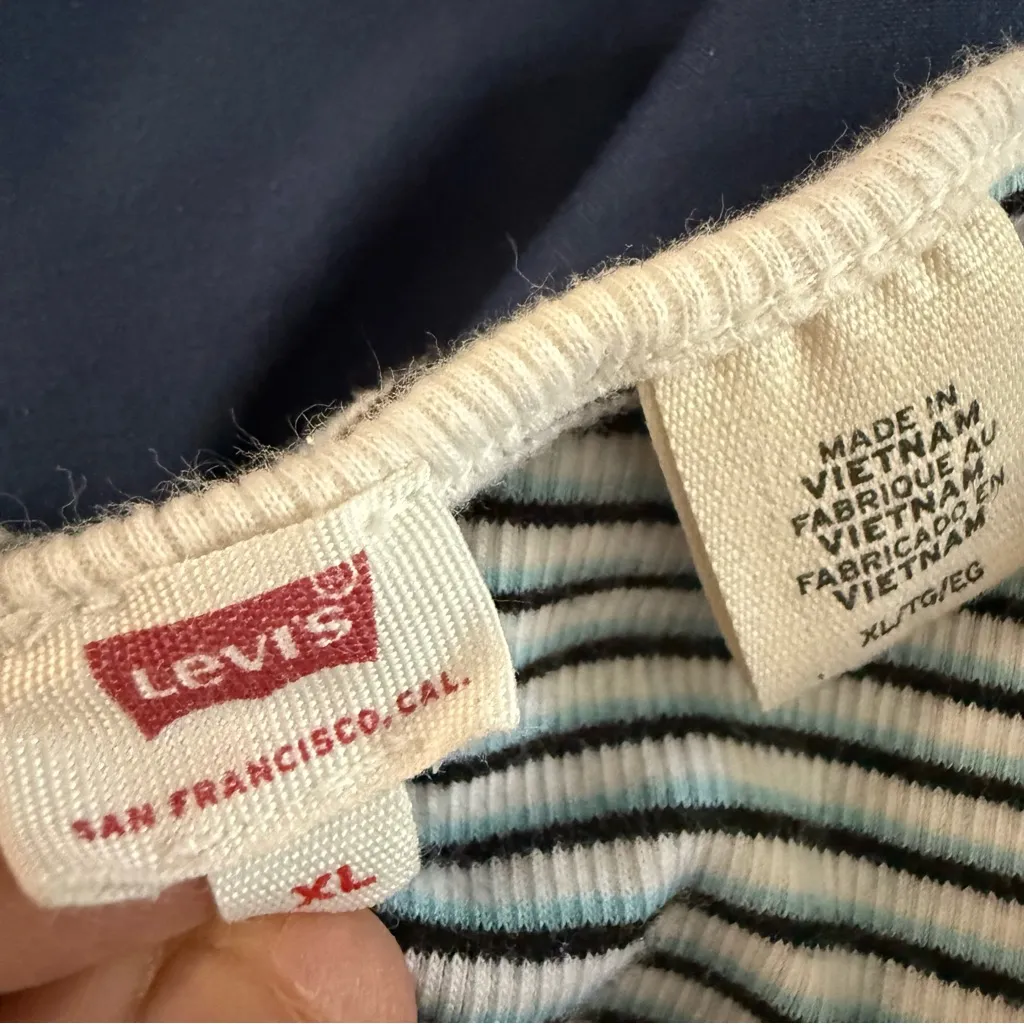 Levi's®
SAN FRANCISCO, CAL.
XL
MADE IN
VIETNAM
FABRIQUE AU
VIETNAM
FABRICADO EN
VIETNAM
XL/TG/EG